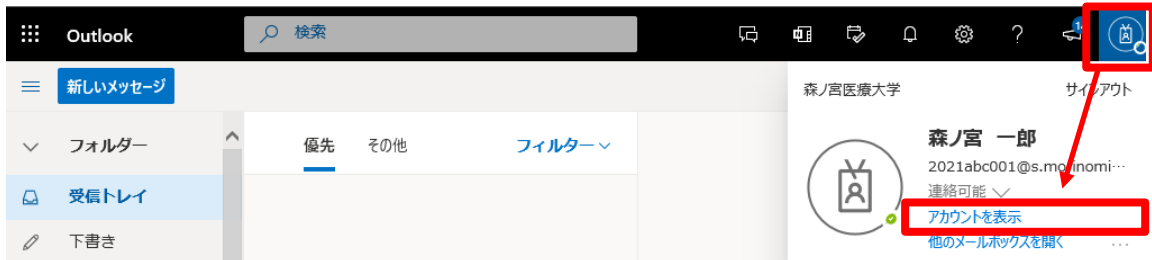 Outlook
検索
新しいメッセージ
フォルダー
優先 その他 フィルター
受信トレイ
下書き
森ノ宮医療大学 サインアウト
森ノ宮 一郎
2021abc001@s.morinomi…
連絡可能
アカウントを表示
他のメールボックスを開く